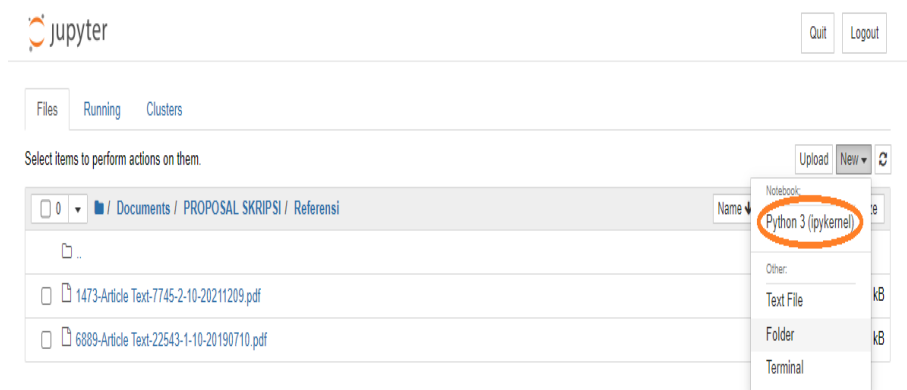 jupyter
Quit Logout
Files Running Clusters
Select items to perform actions on them.
Upload New
0 / Documents / PROPOSAL SKRIPSI / Referensi
Name
Notebook:
Python 3 (ipykernel)
..
Other:
1473-Article Text-7745-2-10-20211209.pdf
Text File
kB
6889-Article Text-22543-1-10-20190710.pdf
Folder
kB
Terminal